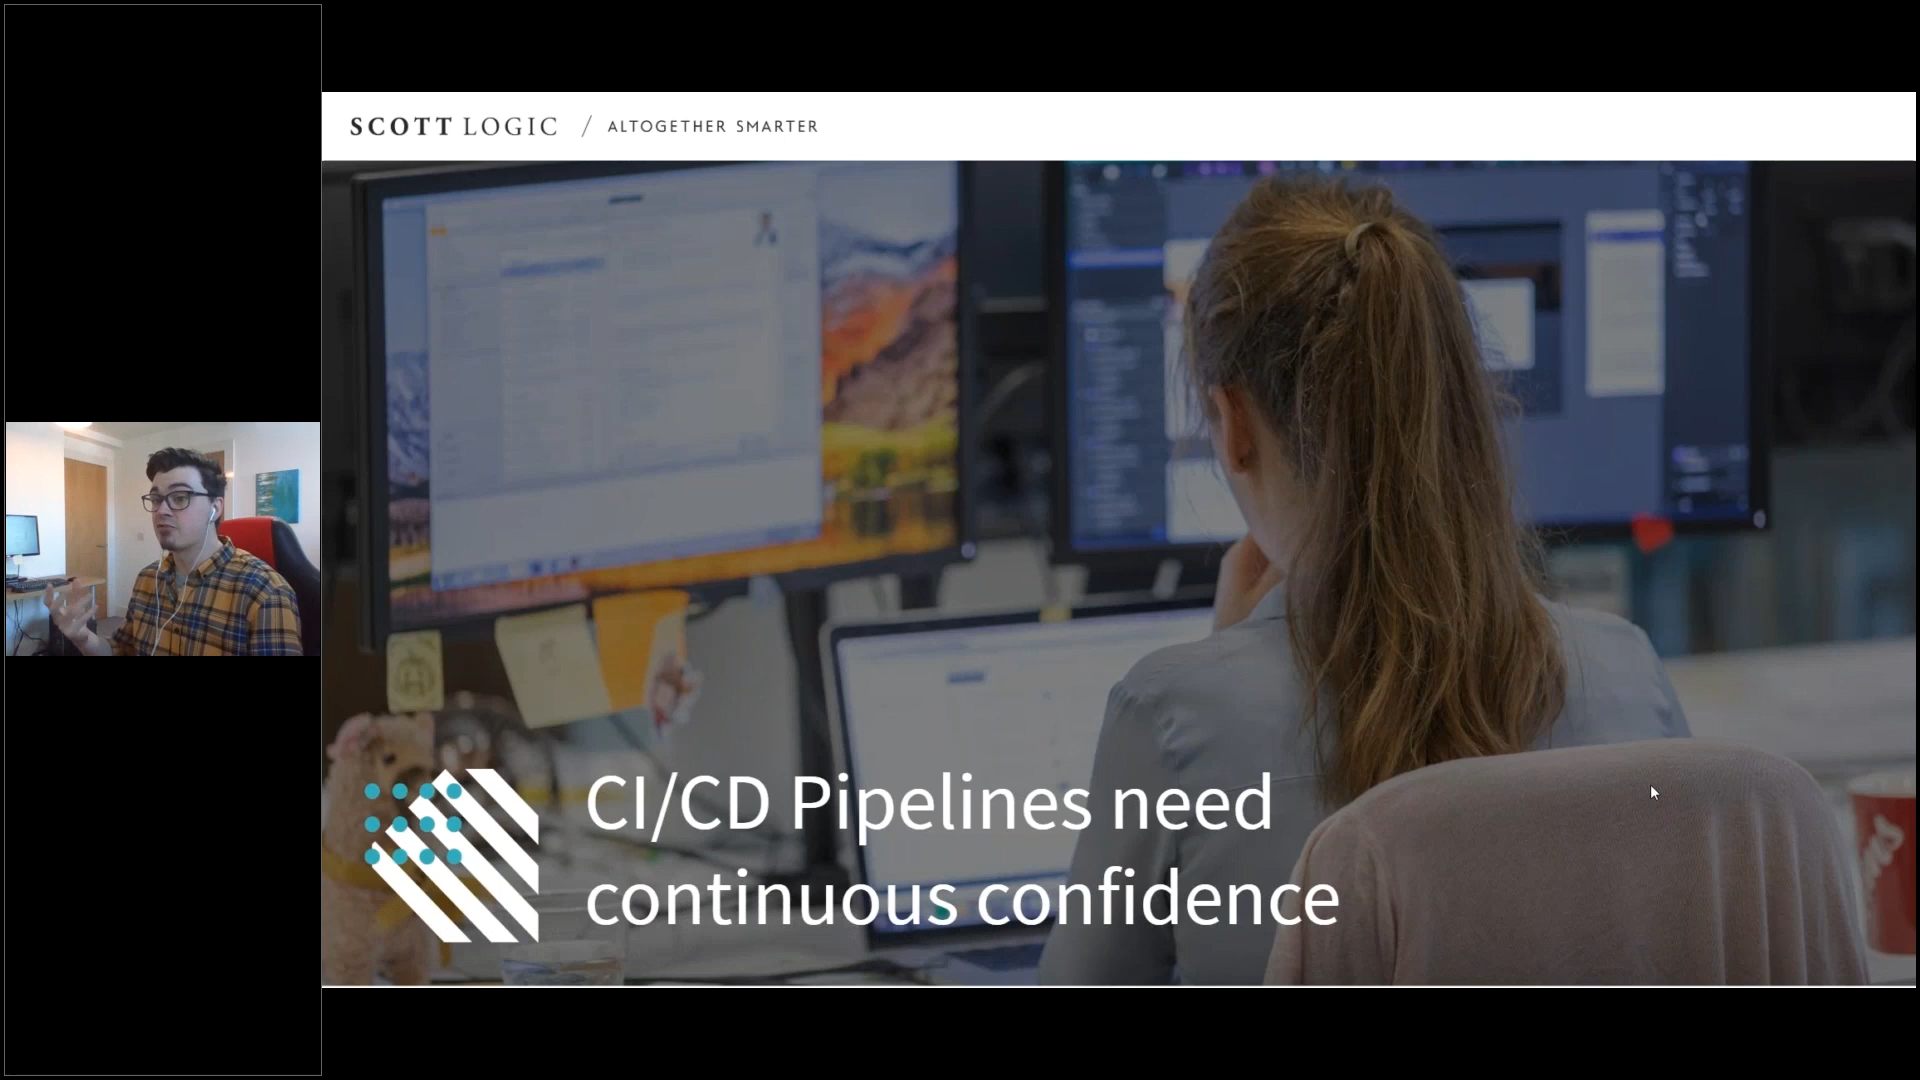 SCOTT LOGIC / ALTOGETHER SMARTER
CI/CD Pipelines need
continuous confidence